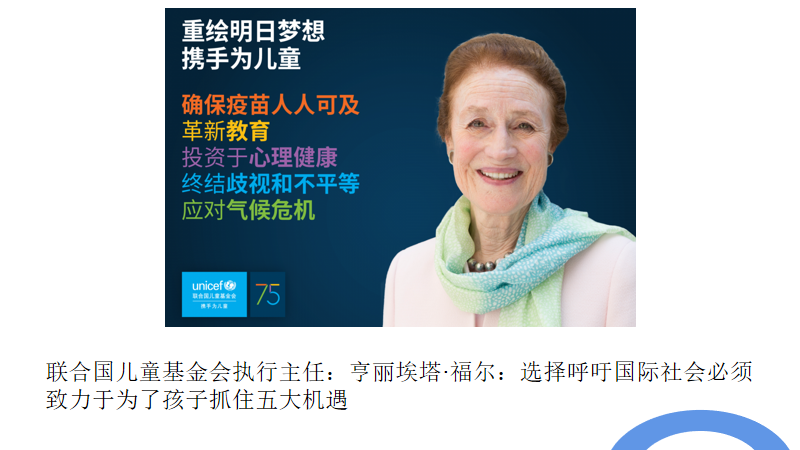 重绘明日梦想
携手为儿童
确保疫苗人人可及
革新教育
投资于心理健康
终结歧视和不平等
应对气候危机
unicef
联合国儿童基金会
携手为儿童
75
联合国儿童基金会执行主任：亨丽埃塔·福尔：选择呼吁国际社会必须
致力于为了孩子抓住五大机遇